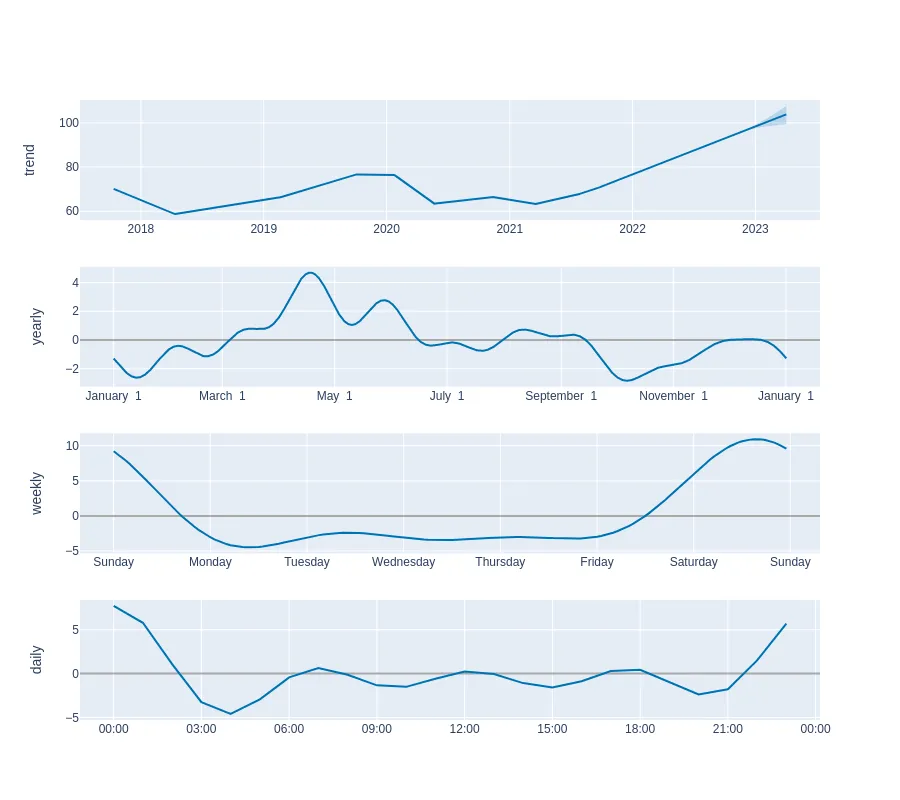 trend
100
80
60
2018 2019 2020 2021 2022 2023
yearly
4
2
0
−2
January 1 March 1 May 1 July 1 September 1 November 1 January 1
weekly
10
5
0
−5
Sunday Monday Tuesday Wednesday Thursday Friday Saturday Sunday
daily
5
0
−5
00:00 03:00 06:00 09:00 12:00 15:00 18:00 21:00 00:00